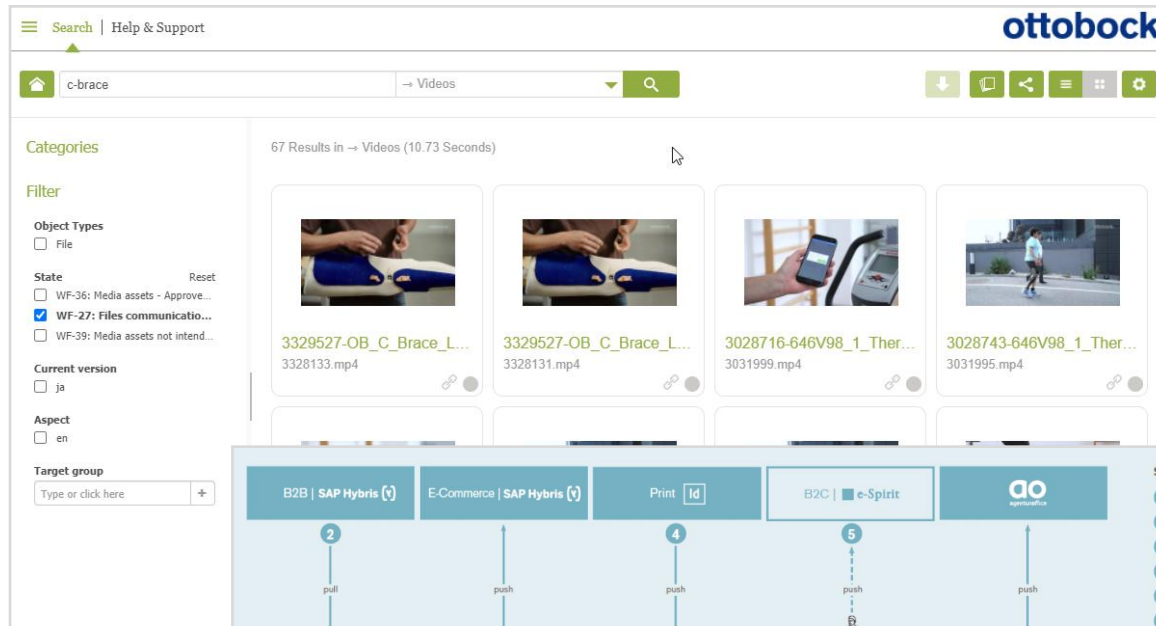 Search | Help & Support
ottobock
c-brace
→ Videos
Categories
67 Results in → Videos (10.73 Seconds)
Filter
Object Types
File
State Reset
WF-36: Media assets - Approve...
WF-27: Files communicatio...
WF-39: Media assets not intend...
Current version
ja
Aspect
en
Target group
Type or click here +
3329527-OB_C_Brace_L...
3328133.mp4
3329527-OB_C_Brace_L...
3328131.mp4
3028716-646V98_1_Ther...
3031999.mp4
3028743-646V98_1_Ther...
3031995.mp4
B2B | SAP Hybris (Y)
E-Commerce | SAP Hybris (Y)
Print Id
B2C | e-Spirit
ao
agenturoffice
2
4
5
pull
push
push
push
push